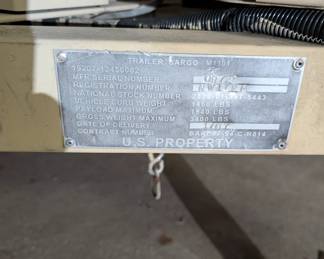 TRAILER CARGO M1101
19207-12450082
MFR SERIAL NUMBER
REGISTRATION NUMBER
NATIONAL STOCK NUMBER
VEHICLE CURB WEIGHT 1460 LBS
PAYLOAD MAXIMUM 1940 LBS
GROSS WEIGHT MAXIMUM 3400 LBS
DATE OF DELIVERY
CONTRACT NUMBER
U.S. PROPERTY